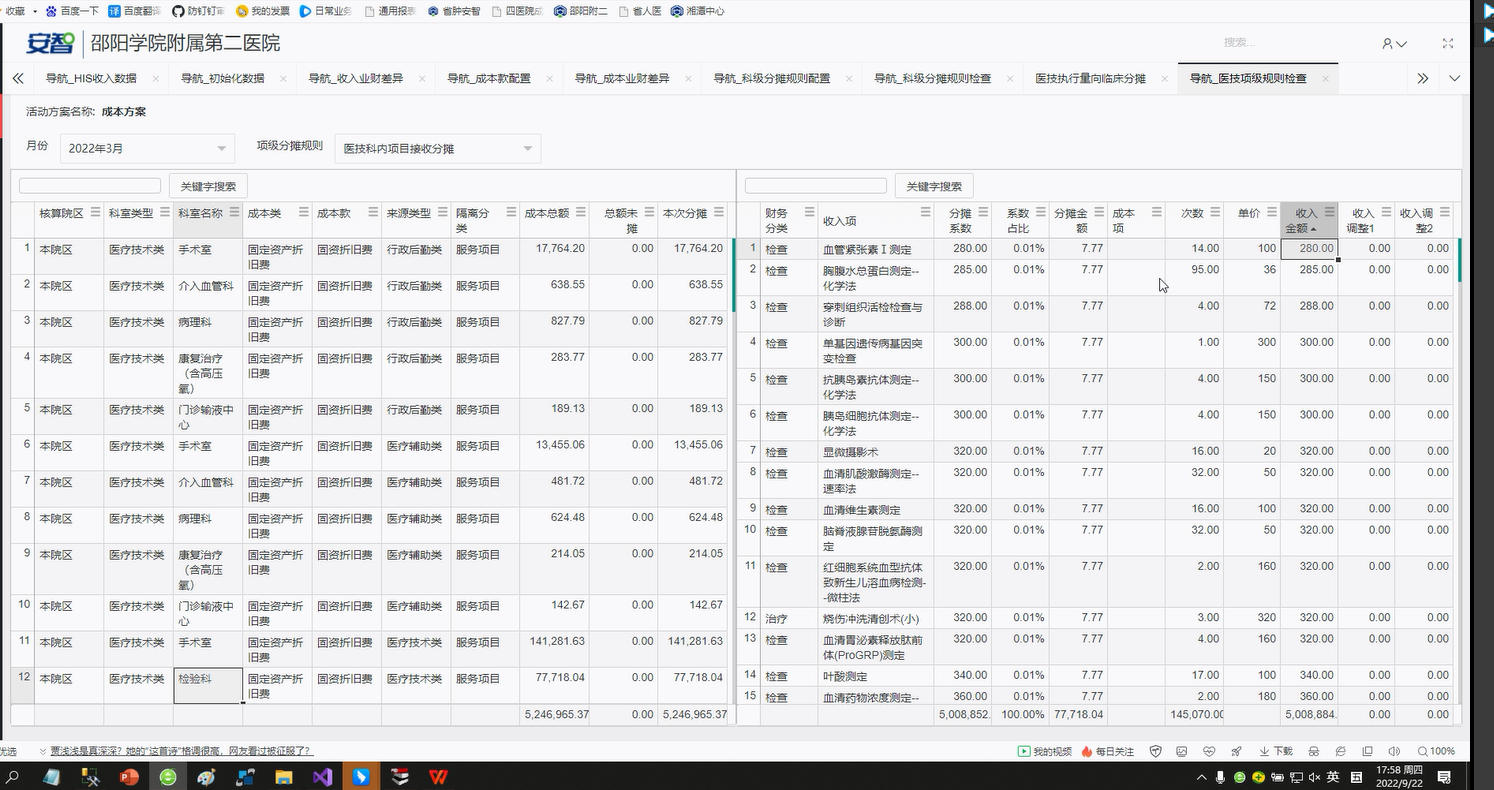 收藏 百度一下 百度翻译 防钉钉 我的发票 日常业务 通用报表 省肿安智 四医院成 邵阳附二 省人医 湘潭中心
安智 邵阳学院附属第二医院 搜索...
导航_HIS收入数据 导航_初始化数据 导航_收入业财差异 导航_成本款配置 导航_成本业财差异 导航_科级分摊规则配置 导航_科级分摊规则检查 医技执行量向临床分摊 导航_医技项级规则检查
活动方案名称: 成本方案
月份 2022年3月 项级分摊规则 医技科内项目接收分摊
关键字搜索 关键字搜索
核算院区 科室类型 科室名称 成本类 成本款 来源类型 隔离分类 成本总额 总额未摊 本次分摊
1 本院区 医疗技术类 手术室 固定资产折旧费 固资折旧费 行政后勤类 服务项目 17,764.20 0.00 17,764.20
2 本院区 医疗技术类 介入血管科 固定资产折旧费 固资折旧费 行政后勤类 服务项目 638.55 0.00 638.55
3 本院区 医疗技术类 病理科 固定资产折旧费 固资折旧费 行政后勤类 服务项目 827.79 0.00 827.79
4 本院区 医疗技术类 康复治疗（含高压氧） 固定资产折旧费 固资折旧费 行政后勤类 服务项目 283.77 0.00 283.77
5 本院区 医疗技术类 门诊输液中心 固定资产折旧费 固资折旧费 行政后勤类 服务项目 189.13 0.00 189.13
6 本院区 医疗技术类 手术室 固定资产折旧费 固资折旧费 医疗辅助类 服务项目 13,455.06 0.00 13,455.06
7 本院区 医疗技术类 介入血管科 固定资产折旧费 固资折旧费 医疗辅助类 服务项目 481.72 0.00 481.72
8 本院区 医疗技术类 病理科 固定资产折旧费 固资折旧费 医疗辅助类 服务项目 624.48 0.00 624.48
9 本院区 医疗技术类 康复治疗（含高压氧） 固定资产折旧费 固资折旧费 医疗辅助类 服务项目 214.05 0.00 214.05
10 本院区 医疗技术类 门诊输液中心 固定资产折旧费 固资折旧费 医疗辅助类 服务项目 142.67 0.00 142.67
11 本院区 医疗技术类 手术室 固定资产折旧费 固资折旧费 医疗技术类 服务项目 141,281.63 0.00 141,281.63
12 本院区 医疗技术类 检验科 固定资产折旧费 固资折旧费 医疗技术类 服务项目 77,718.04 0.00 77,718.04
5,246,965.37 0.00 5,246,965.37
财务分类 收入项 分摊系数 系数占比 分摊金额 成本项 次数 单价 收入金额 收入调整1 收入调整2
1 检查 血管紧张素Ⅰ测定 280.00 0.01% 7.77 14.00 100 280.00 0.00 0.00
2 检查 胸腹水总蛋白测定--化学法 285.00 0.01% 7.77 95.00 36 285.00 0.00 0.00
3 检查 穿刺组织活检检查与诊断 288.00 0.01% 7.77 4.00 72 288.00 0.00 0.00
4 检查 单基因遗传病基因突变检查 300.00 0.01% 7.77 1.00 300 300.00 0.00 0.00
5 检查 抗胰岛素抗体测定--化学法 300.00 0.01% 7.77 4.00 150 300.00 0.00 0.00
6 检查 胰岛细胞抗体测定--化学法 300.00 0.01% 7.77 4.00 150 300.00 0.00 0.00
7 检查 显微摄影术 320.00 0.01% 7.77 16.00 20 320.00 0.00 0.00
8 检查 血清肌酸激酶测定--速率法 320.00 0.01% 7.77 32.00 50 320.00 0.00 0.00
9 检查 血清维生素测定 320.00 0.01% 7.77 16.00 100 320.00 0.00 0.00
10 检查 脑脊液腺苷脱氨酶测定 320.00 0.01% 7.77 32.00 50 320.00 0.00 0.00
11 检查 红细胞系统血型抗体致新生儿溶血病检测--微柱法 320.00 0.01% 7.77 2.00 160 320.00 0.00 0.00
12 治疗 烧伤冲洗清创术(小) 320.00 0.01% 7.77 3.00 320 320.00 0.00 0.00
13 检查 血清胃泌素释放肽前体(ProGRP)测定 320.00 0.01% 7.77 4.00 160 320.00 0.00 0.00
14 检查 叶酸测定 340.00 0.01% 7.77 17.00 100 340.00 0.00 0.00
15 检查 血清药物浓度测定-- 360.00 0.01% 7.77 2.00 180 360.00 0.00 0.00
5,008,852. 100.00% 77,718.04 145,070.00 5,008,884. 0.00 0.00
优选 贾浅浅是真深深？她的“这首诗”格调很高，网友看过被征服了？ 我的视频 每日关注 下载 100%
英 17:58 周四
2022/9/22